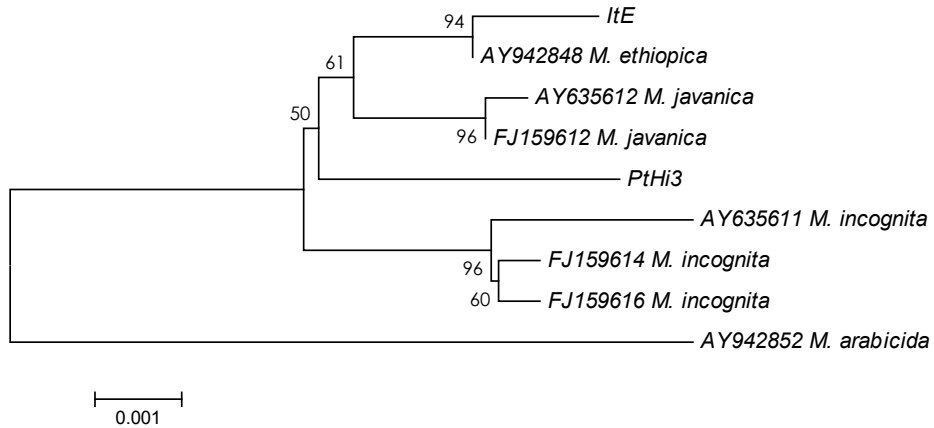 94
ItE
AY942848 M. ethiopica
61
AY635612 M. javanica
50
96
FJ159612 M. javanica
PtHi3
AY635611 M. incognita
FJ159614 M. incognita
96
60
FJ159616 M. incognita
AY942852 M. arabicida
0.001